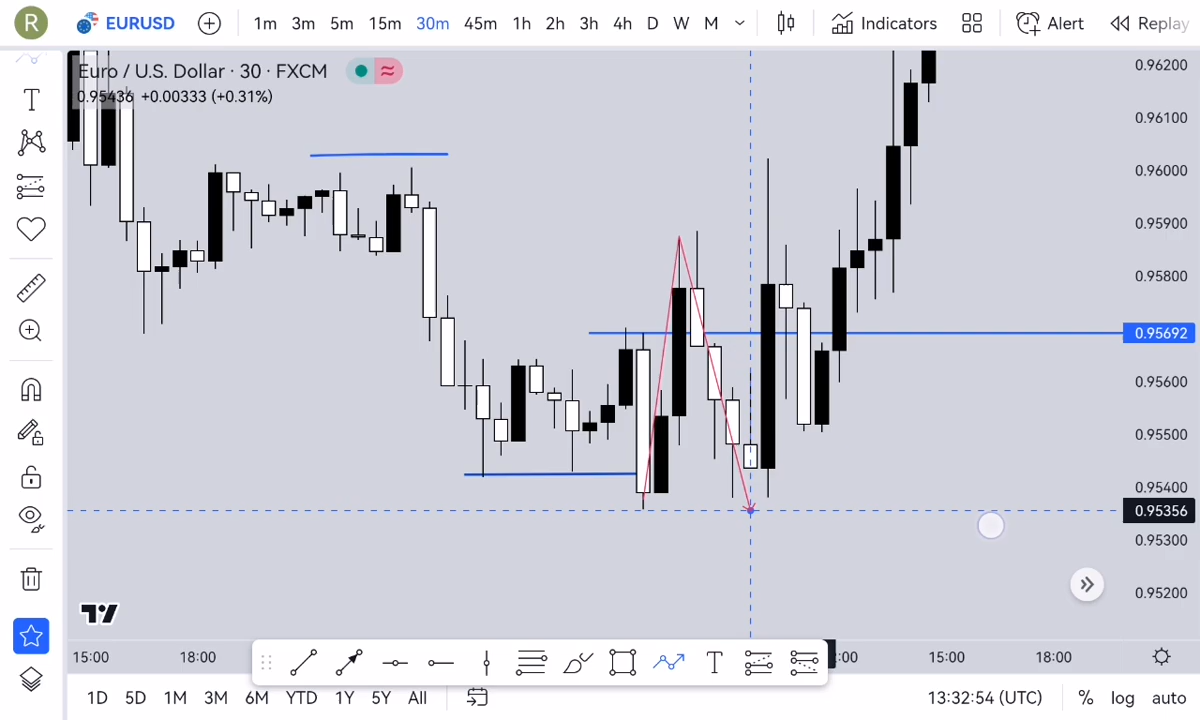 R
EURUSD
1m 3m 5m 15m 30m 45m 1h 2h 3h 4h D W M
Indicators
Alert
Replay
Euro / U.S. Dollar · 30 · FXCM
0.95436 +0.00333 (+0.31%)
0.96200
0.96100
0.96000
0.95900
0.95800
0.95692
0.95600
0.95500
0.95400
0.95356
0.95300
0.95200
15:00 18:00 :00 15:00 18:00
T
1D 5D 1M 3M 6M YTD 1Y 5Y All
13:32:54 (UTC) % log auto